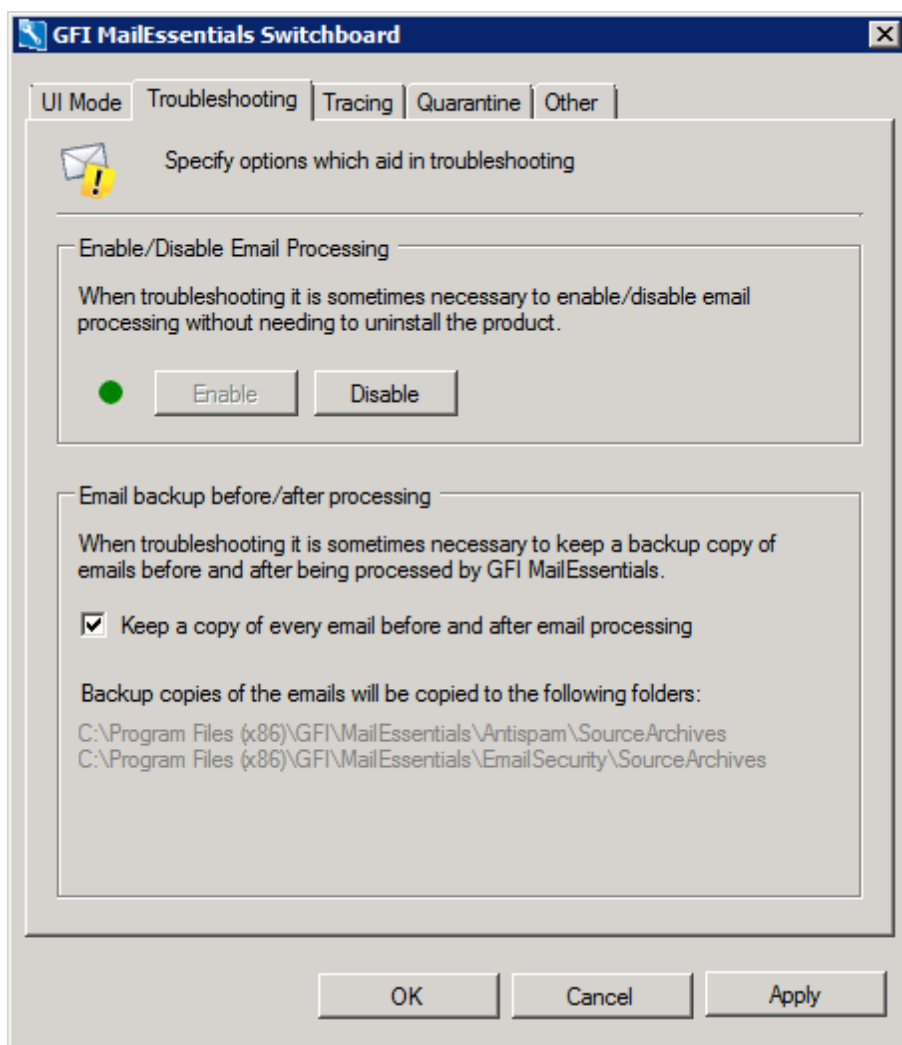 GFI MailEssentials Switchboard
UI Mode Troubleshooting Tracing Quarantine Other
Specify options which aid in troubleshooting
Enable/Disable Email Processing
When troubleshooting it is sometimes necessary to enable/disable email
processing without needing to uninstall the product.
Enable Disable
Email backup before/after processing
When troubleshooting it is sometimes necessary to keep a backup copy of
emails before and after being processed by GFI MailEssentials.
Keep a copy of every email before and after email processing
Backup copies of the emails will be copied to the following folders:
C:\Program Files (x86)\GFI\MailEssentials\Antispam\SourceArchives
C:\Program Files (x86)\GFI\MailEssentials\EmailSecurity\SourceArchives
OK Cancel Apply